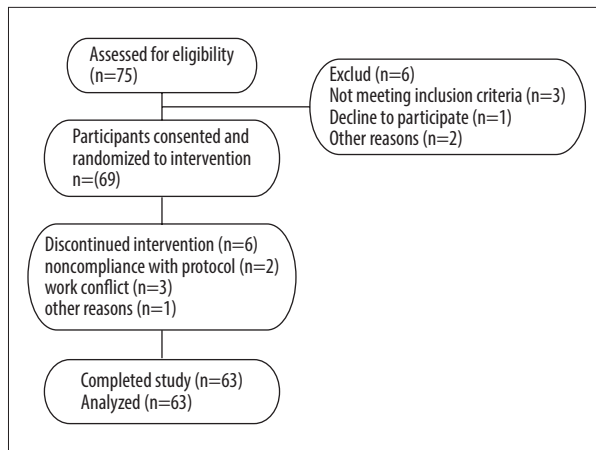 Assessed for eligibility
(n=75)
Exclud (n=6)
Not meeting inclusion criteria (n=3)
Decline to participate (n=1)
Other reasons (n=2)
Participants consented and
randomized to intervention
n=(69)
Discontinued intervention (n=6)
noncompliance with protocol (n=2)
work conflict (n=3)
other reasons (n=1)
Completed study (n=63)
Analyzed (n=63)